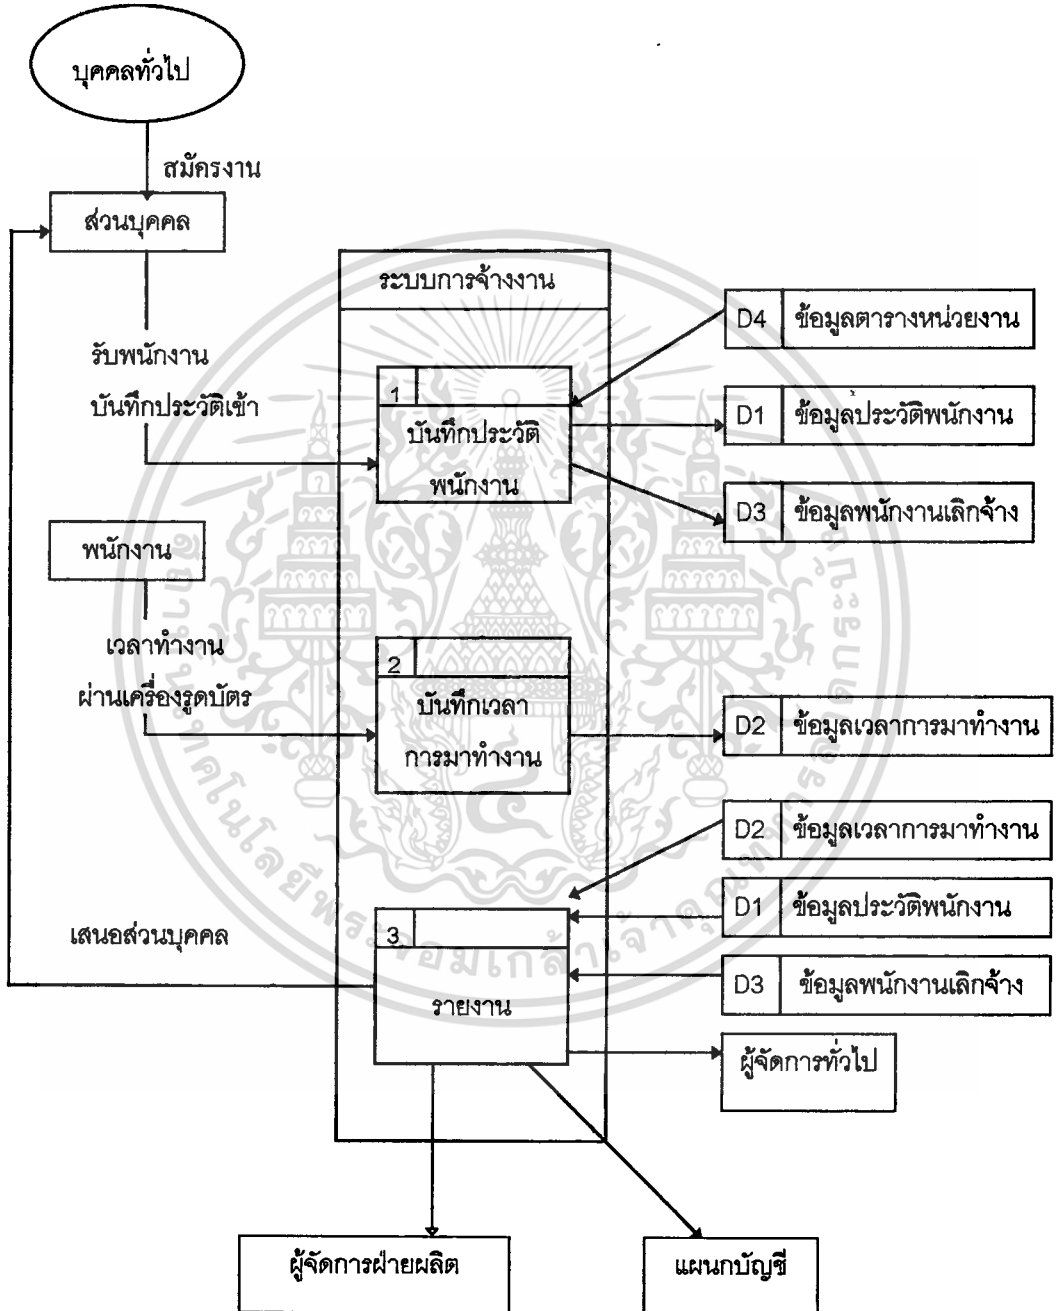 บุคคลทั่วไป
สมัครงาน
ส่วนบุคคล
ระบบการจ้างงาน
D4 ข้อมูลตารางหน่วยงาน
รับพนักงาน
บันทึกประวัติเข้า
1
บันทึกประวัติ
พนักงาน
D1 ข้อมูลประวัติพนักงาน
D3 ข้อมูลพนักงานเลิกจ้าง
พนักงาน
เวลาทำงาน
ผ่านเครื่องรูดบัตร
2
บันทึกเวลา
การมาทำงาน
D2 ข้อมูลเวลาการมาทำงาน
D2 ข้อมูลเวลาการมาทำงาน
D1 ข้อมูลประวัติพนักงาน
D3 ข้อมูลพนักงานเลิกจ้าง
เสนอส่วนบุคคล
3
รายงาน
ผู้จัดการทั่วไป
ผู้จัดการฝ่ายผลิต
แผนกบัญชี